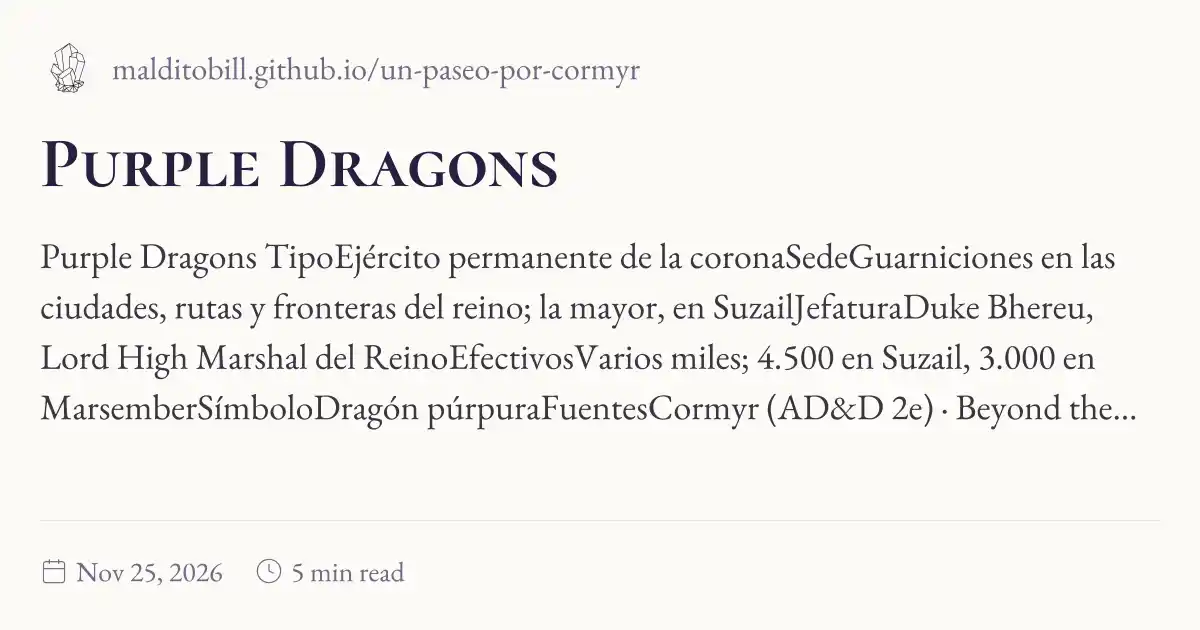 malditobill.github.io/un-paseo-por-cormyr
Purple Dragons
Purple Dragons TipoEjército permanente de la coronaSedeGuarniciones en las
ciudades, rutas y fronteras del reino; la mayor, en SuzailJefaturaDuke Bhereu,
Lord High Marshal del ReinoEfectivosVarios miles; 4.500 en Suzail, 3.000 en
MarsemberSímboloDragón púrpuraFuentesCormyr (AD&D 2e) · Beyond the...
Nov 25, 2026 5 min read